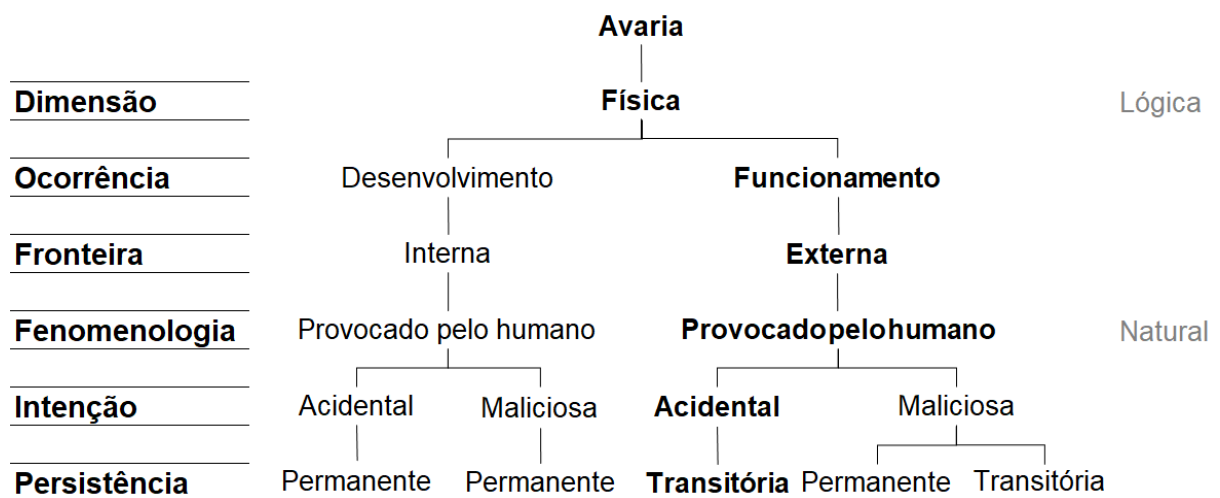 Avaria
Dimensão Física Lógica
Ocorrência Desenvolvimento Funcionamento
Fronteira Interna Externa
Fenomenologia Provocado pelo humano Provocadopelohumano Natural
Intenção Acidental Maliciosa Acidental Maliciosa
Persistência Permanente Permanente Transitória Permanente Transitória